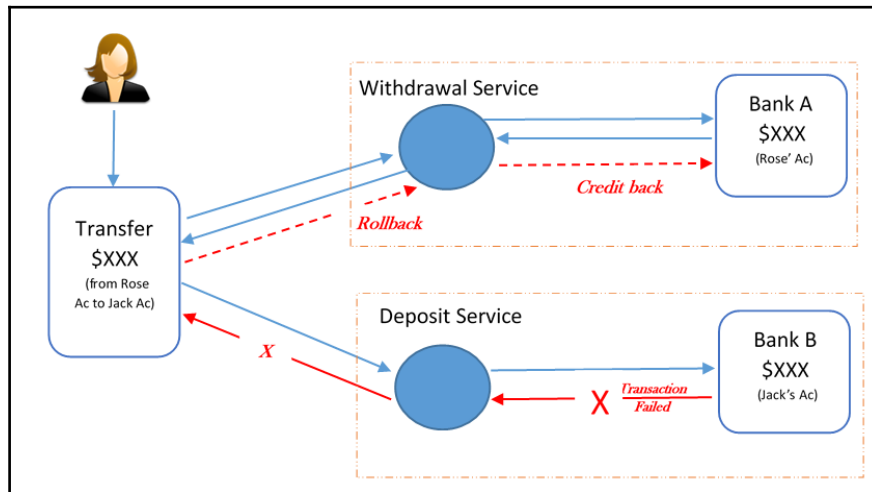 Withdrawal Service
Bank A
$XXX
(Rose' Ac)
Credit back
Rollback
Transfer
$XXX
(from Rose
Ac to Jack Ac)
Deposit Service
Bank B
$XXX
(Jack's Ac)
X
X
Transaction
Failed